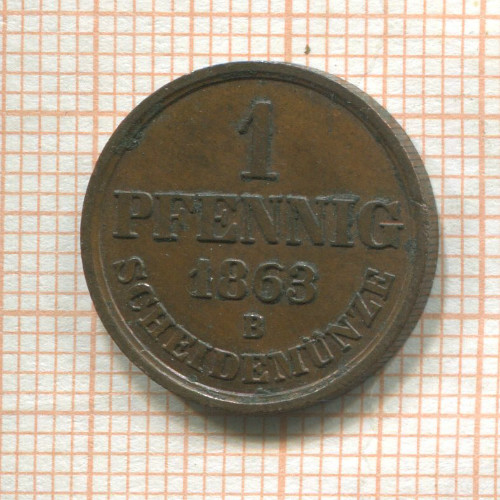 1
PFENNIG
1863
B
SCHEIDEMÜNZE